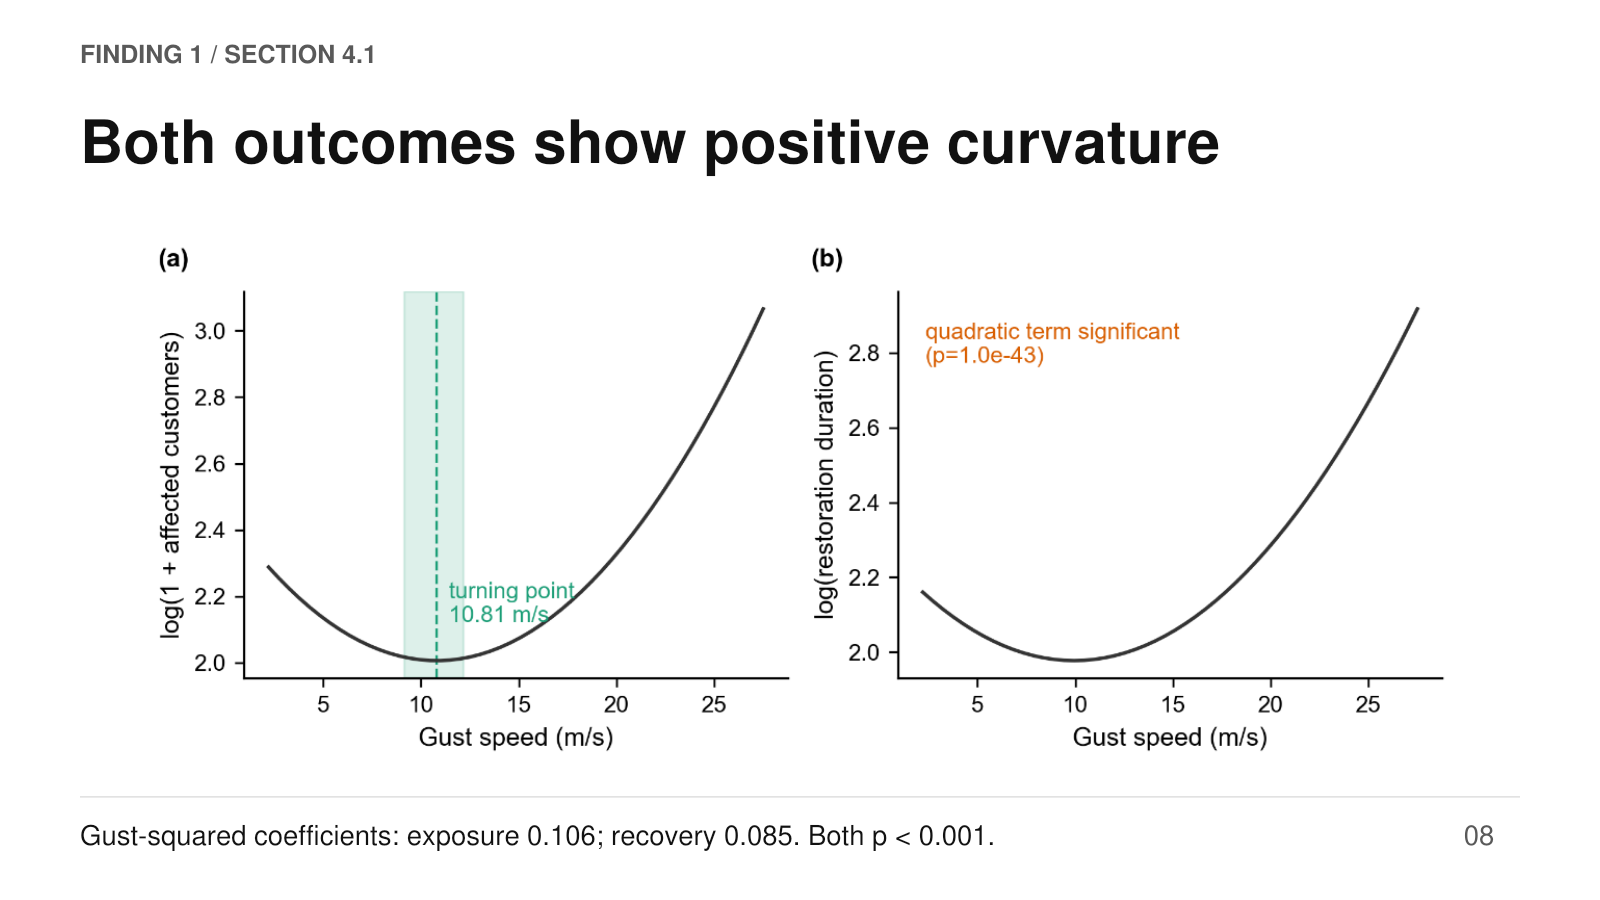 FINDING 1 / SECTION 4.1
Both outcomes show positive curvature
(a)
log(1 + affected customers)
3.0
2.8
2.6
2.4
2.2
2.0
turning point
10.81 m/s
5 10 15 20 25
Gust speed (m/s)
(b)
log(restoration duration)
2.8
2.6
2.4
2.2
2.0
quadratic term significant
(p=1.0e-43)
5 10 15 20 25
Gust speed (m/s)
Gust-squared coefficients: exposure 0.106; recovery 0.085. Both p < 0.001.
08